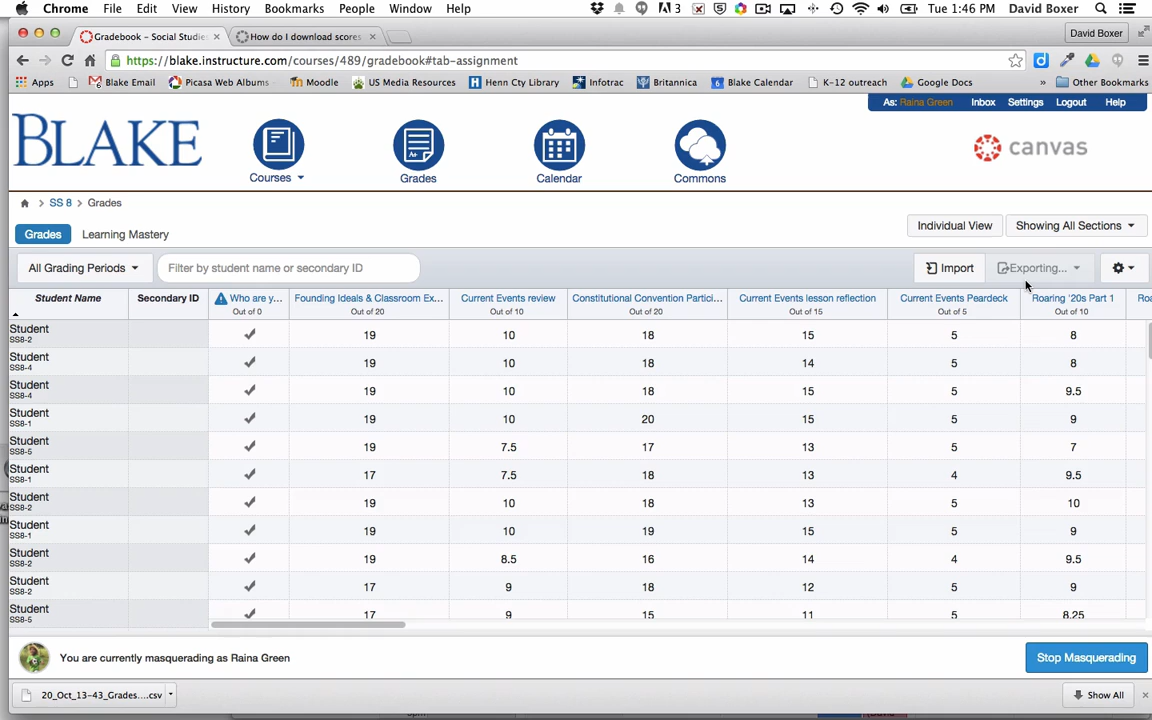 Chrome File Edit View History Bookmarks People Window Help 3 Tue 1:46 PM David Boxer
Gradebook - Social Studies × How do I download scores × David Boxer
https://blake.instructure.com/courses/489/gradebook#tab-assignment
Apps Blake Email Picasa Web Albums Moodle US Media Resources Henn Cty Library Infotrac Britannica 6 Blake Calendar K-12 outreach Google Docs » Other Bookmarks
As: Raina Green Inbox Settings Logout Help
BLAKE Courses Grades Calendar Commons canvas
SS 8 > Grades
Grades Learning Mastery Individual View Showing All Sections
All Grading Periods Filter by student name or secondary ID Import Exporting...
Student Name Secondary ID Who are y... Founding Ideals & Classroom Ex... Current Events review Constitutional Convention Partici... Current Events lesson reflection Current Events Peardeck Roaring '20s Part 1 Roa
Out of 0 Out of 20 Out of 10 Out of 20 Out of 15 Out of 5 Out of 10
Student SS8-2 19 10 18 15 5 8
Student SS8-4 19 10 18 14 5 8
Student SS8-4 19 10 18 15 5 9.5
Student SS8-1 19 10 20 15 5 9
Student SS8-5 19 7.5 17 13 5 7
Student SS8-1 17 7.5 18 13 4 9.5
Student SS8-2 19 10 18 13 5 10
Student SS8-1 19 10 19 15 5 9
Student SS8-2 19 8.5 16 14 4 9.5
Student SS8-2 17 9 18 12 5 9
Student SS8-5 17 9 15 11 5 8.25
You are currently masquerading as Raina Green Stop Masquerading
20_Oct_13-43_Grades....csv Show All